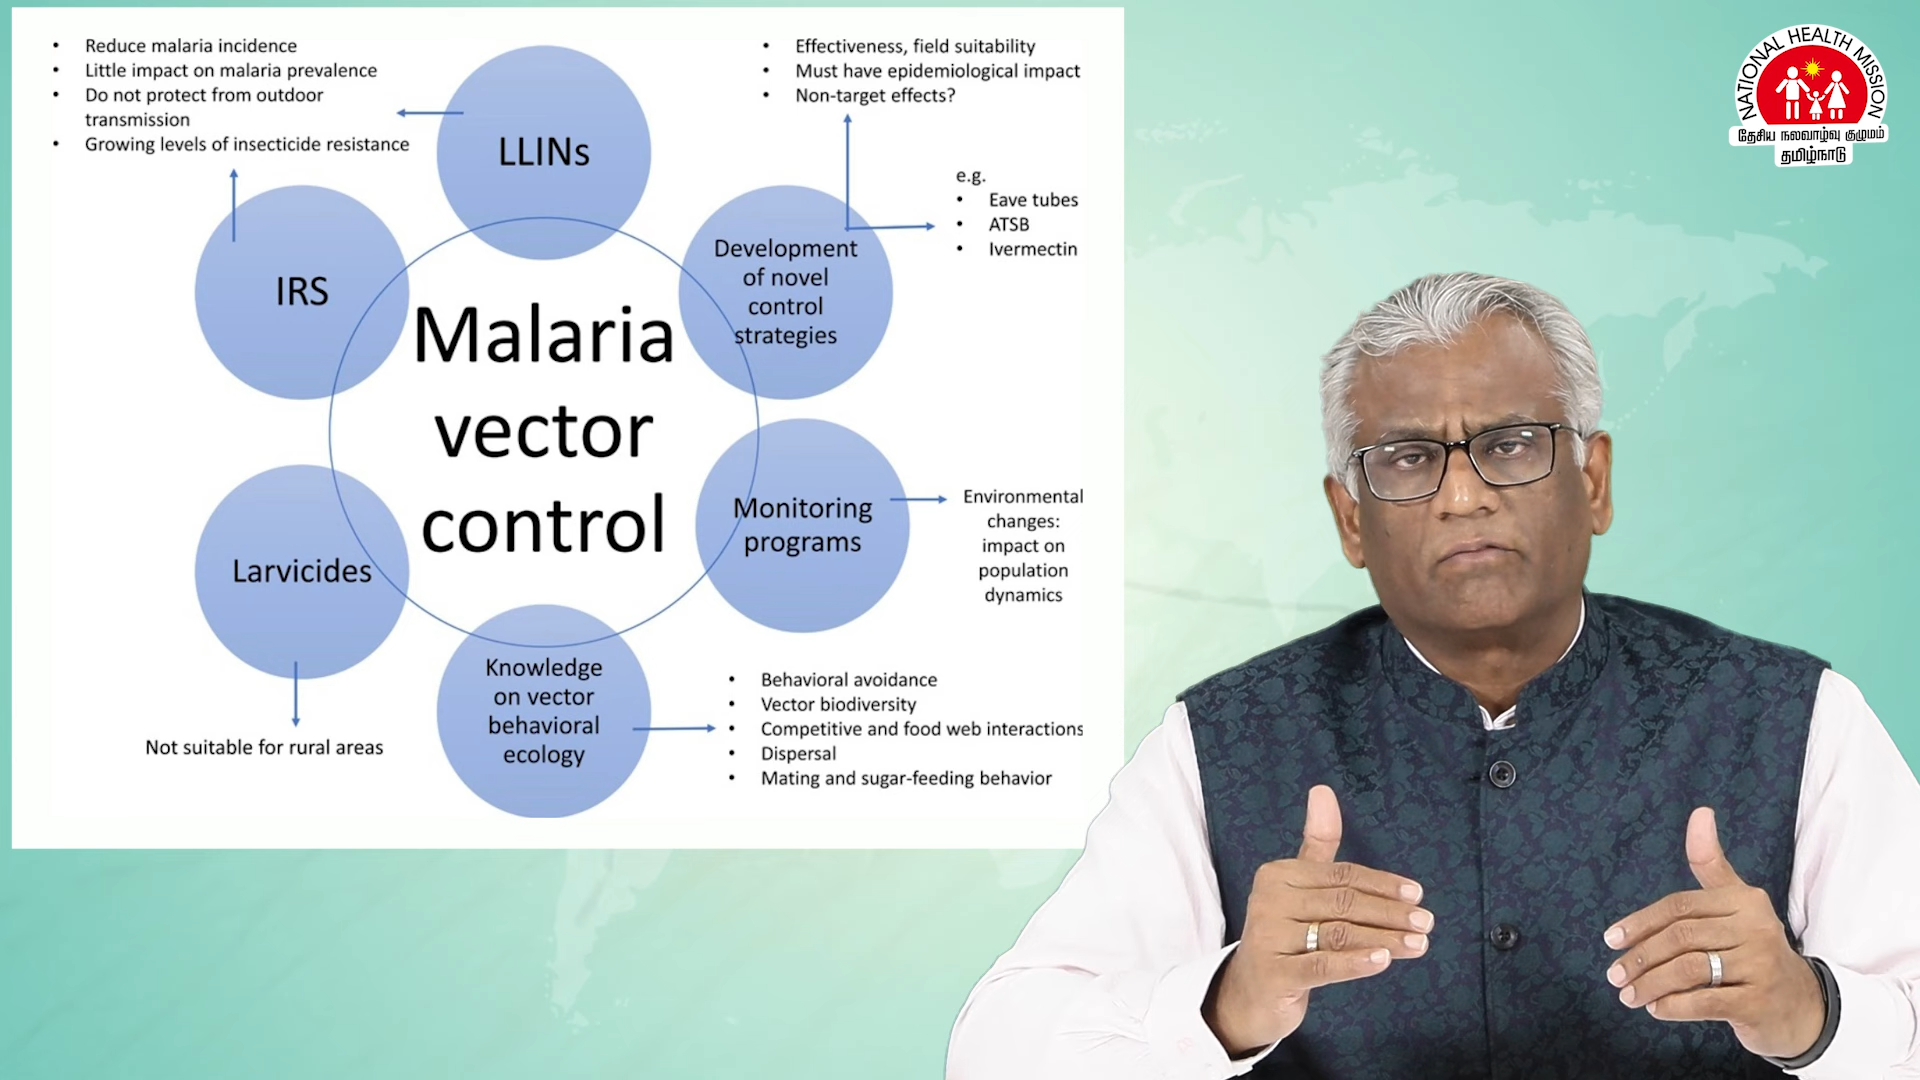 • Reduce malaria incidence
• Little impact on malaria prevalence
• Do not protect from outdoor
transmission
• Growing levels of insecticide resistance
LLINs
• Effectiveness, field suitability
• Must have epidemiological impact
• Non-target effects?
e.g.
• Eave tubes
• ATSB
• Ivermectin
Development
of novel
control
strategies
IRS
Malaria
vector
control
Monitoring
programs
Environmental
changes:
impact on
population
dynamics
Larvicides
Not suitable for rural areas
Knowledge
on vector
behavioral
ecology
• Behavioral avoidance
• Vector biodiversity
• Competitive and food web interactions
• Dispersal
• Mating and sugar-feeding behavior
NATIONAL HEALTH MISSION
தேசிய நலவாழ்வு குழுமம்
தமிழ்நாடு